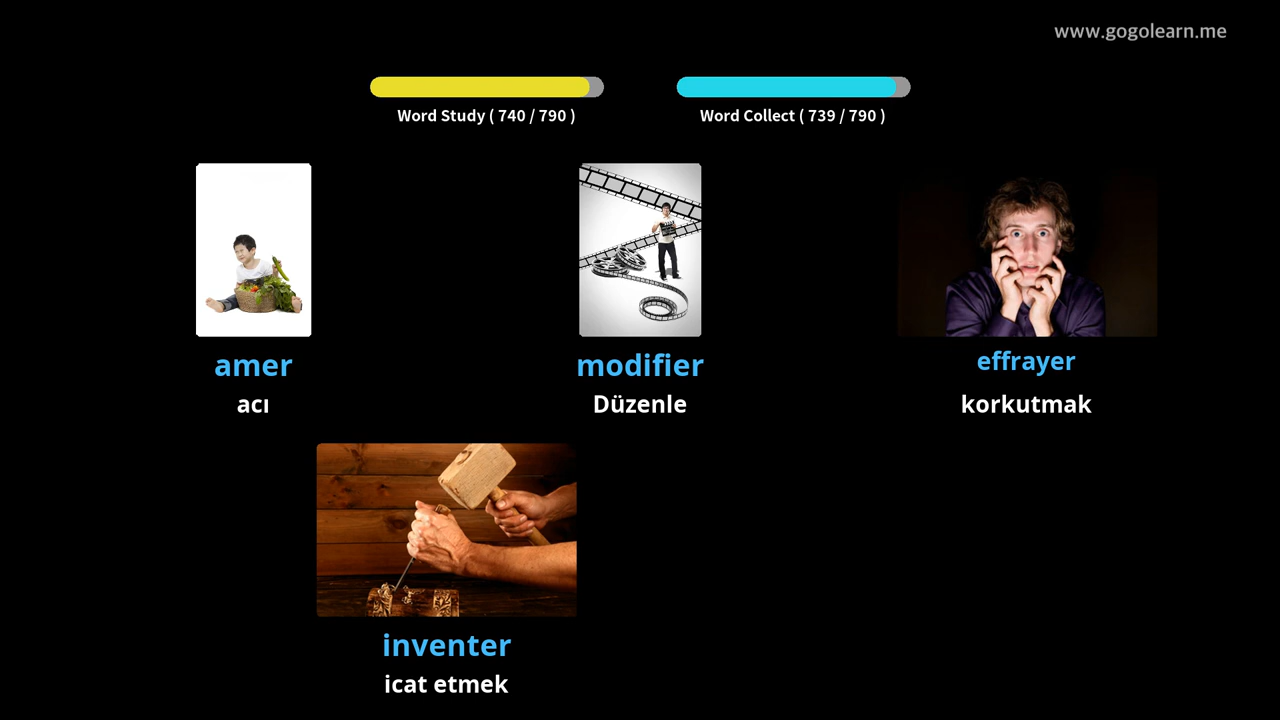 www.gogolearn.me
Word Study ( 740 / 790 )
Word Collect ( 739 / 790 )
amer
acı
modifier
Düzenle
effrayer
korkutmak
inventer
icat etmek